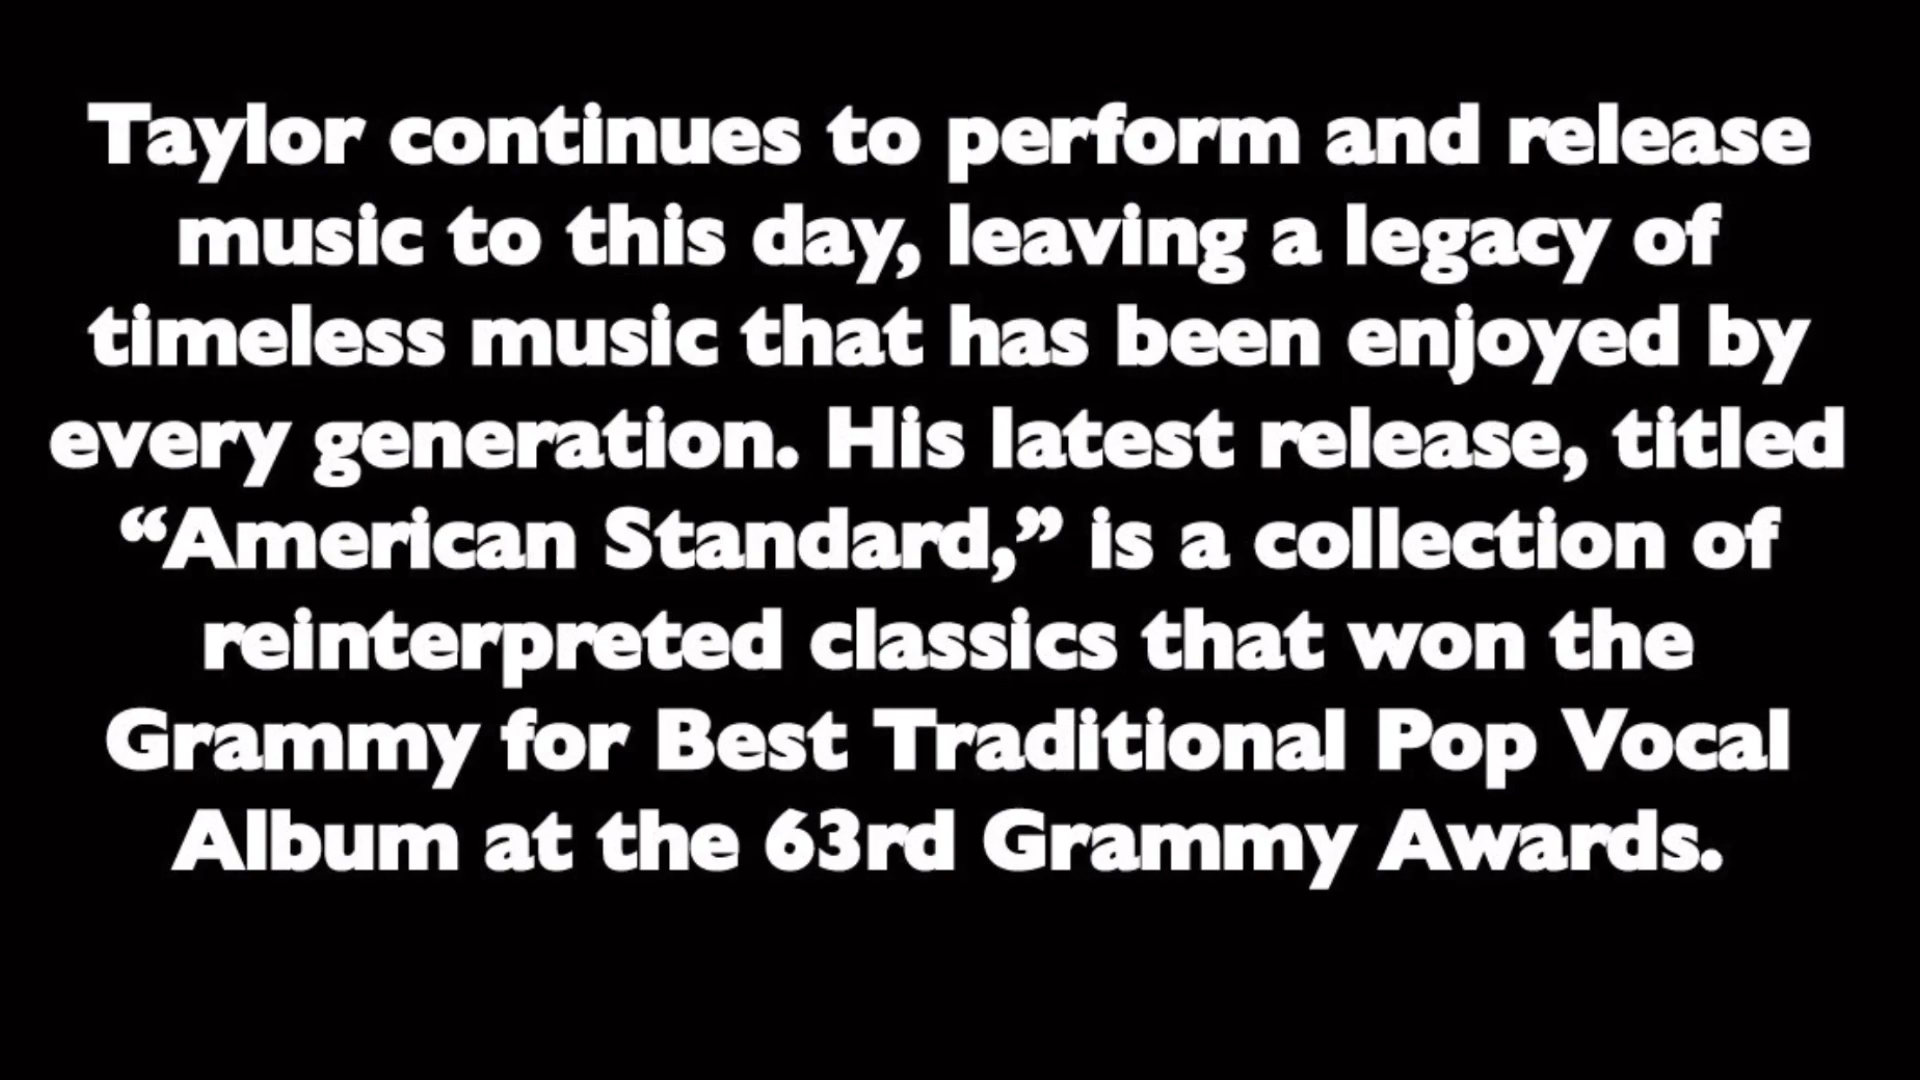 Taylor continues to perform and release
music to this day, leaving a legacy of
timeless music that has been enjoyed by
every generation. His latest release, titled
“American Standard,” is a collection of
reinterpreted classics that won the
Grammy for Best Traditional Pop Vocal
Album at the 63rd Grammy Awards.